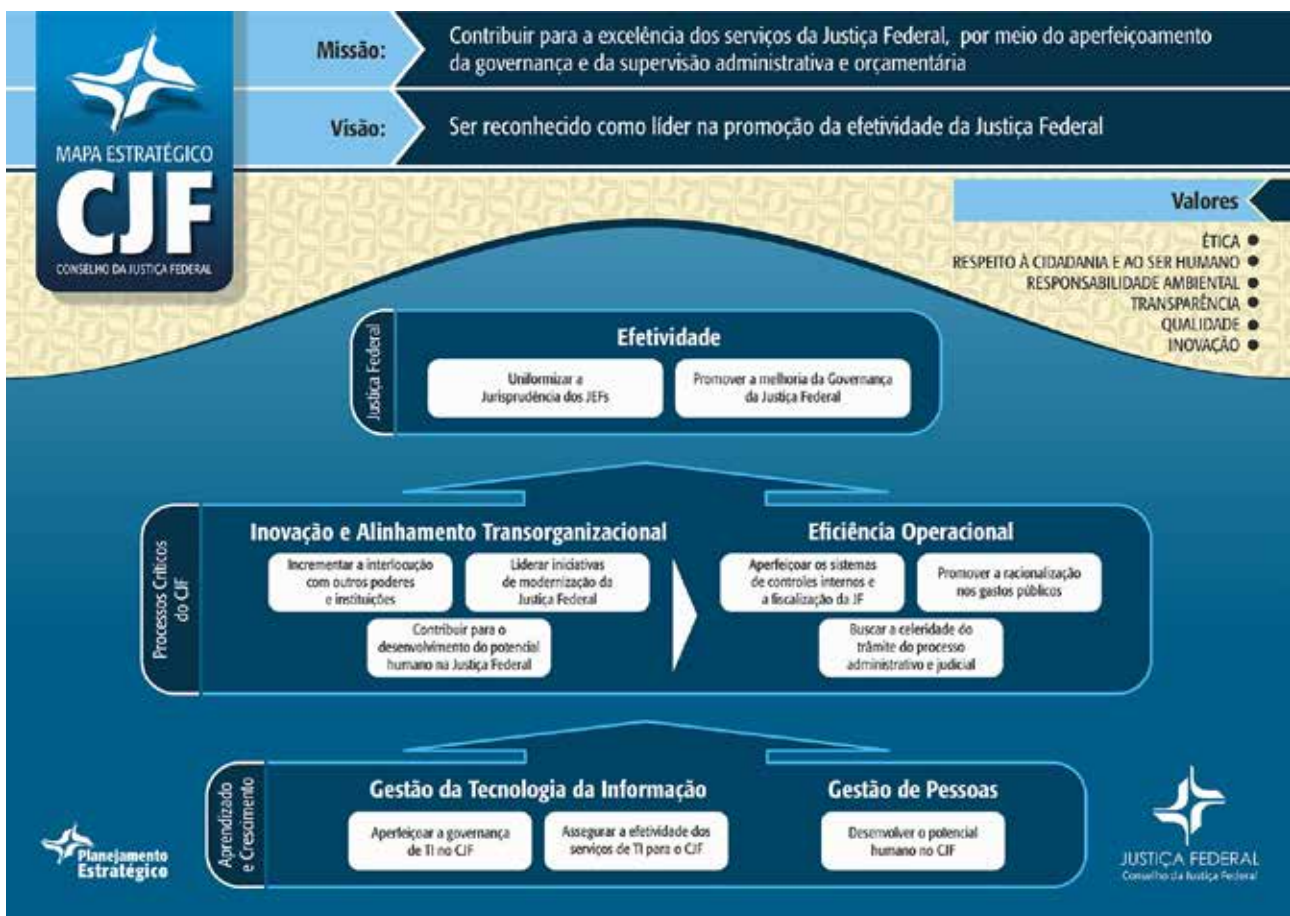 Missão:
Contribuir para a excelência dos serviços da Justiça Federal, por meio do aperfeiçoamento
da governança e da supervisão administrativa e orçamentária
Visão:
Ser reconhecido como líder na promoção da efetividade da Justiça Federal
MAPA ESTRATÉGICO
CJF
CONSELHO DA JUSTIÇA FEDERAL
Valores
ÉTICA
RESPEITO À CIDADANIA E AO SER HUMANO
RESPONSABILIDADE AMBIENTAL
TRANSPARÊNCIA
QUALIDADE
INOVAÇÃO
Justiça Federal
Efetividade
Uniformizar a
Jurisprudência dos JEFs
Promover a melhoria da Governança
da Justiça Federal
Processos Críticos
do CJF
Inovação e Alinhamento Transorganizacional
Incrementar a interlocução
com outros poderes
e instituições
Liderar iniciativas
de modernização da
Justiça Federal
Contribuir para o
desenvolvimento do potencial
humano na Justiça Federal
Eficiência Operacional
Aperfeiçoar os sistemas
de controles internos e
a fiscalização da JF
Promover a racionalização
nos gastos públicos
Buscar a celeridade do
trâmite do processo
administrativo e judicial
Aprendizado
e Crescimento
Gestão da Tecnologia da Informação
Aperfeiçoar a governança
de TI no CJF
Assegurar a efetividade dos
serviços de TI para o CJF
Gestão de Pessoas
Desenvolver o potencial
humano no CJF
Planejamento
Estratégico
JUSTIÇA FEDERAL
Conselho da Justiça Federal